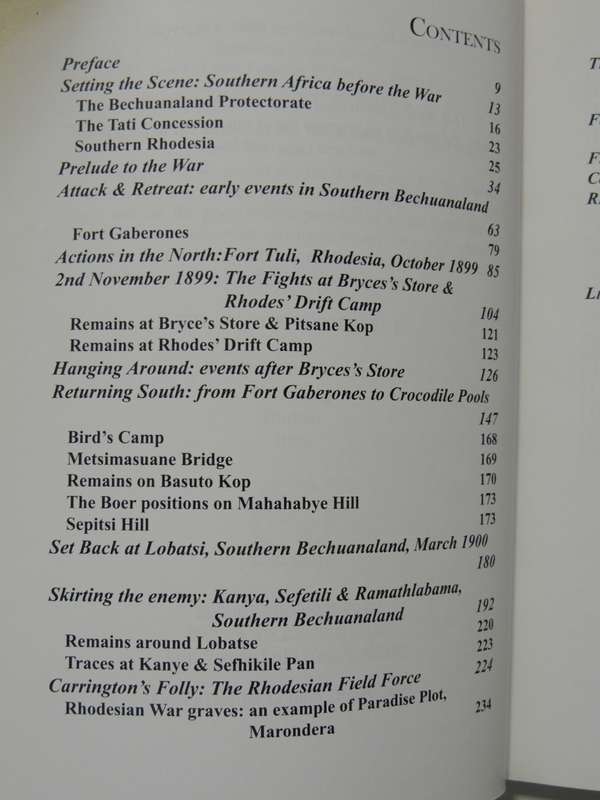 CONTENTS
Preface 9
Setting the Scene: Southern Africa before the War 13
The Bechuanaland Protectorate 16
The Tati Concession 23
Southern Rhodesia 25
Prelude to the War 34
Attack & Retreat: early events in Southern Bechuanaland
63
Fort Gaberones 79
Actions in the North:Fort Tuli, Rhodesia, October 1899 85
2nd November 1899: The Fights at Bryces's Store &
Rhodes' Drift Camp 104
Remains at Bryce's Store & Pitsane Kop 121
Remains at Rhodes' Drift Camp 123
Hanging Around: events after Bryces's Store 126
Returning South: from Fort Gaberones to Crocodile Pools
147
Bird's Camp 168
Metsimasuane Bridge 169
Remains on Basuto Kop 170
The Boer positions on Mahahabye Hill 173
Sepitsi Hill 173
Set Back at Lobatsi, Southern Bechuanaland, March 1900
180
Skirting the enemy: Kanya, Sefetili & Ramathlabama,
Southern Bechuanaland 192
Remains around Lobatse 220
Traces at Kanye & Sefhikile Pan 223
Carrington's Folly: The Rhodesian Field Force 224
Rhodesian War graves: an example of Paradise Plot,
Marondera 234